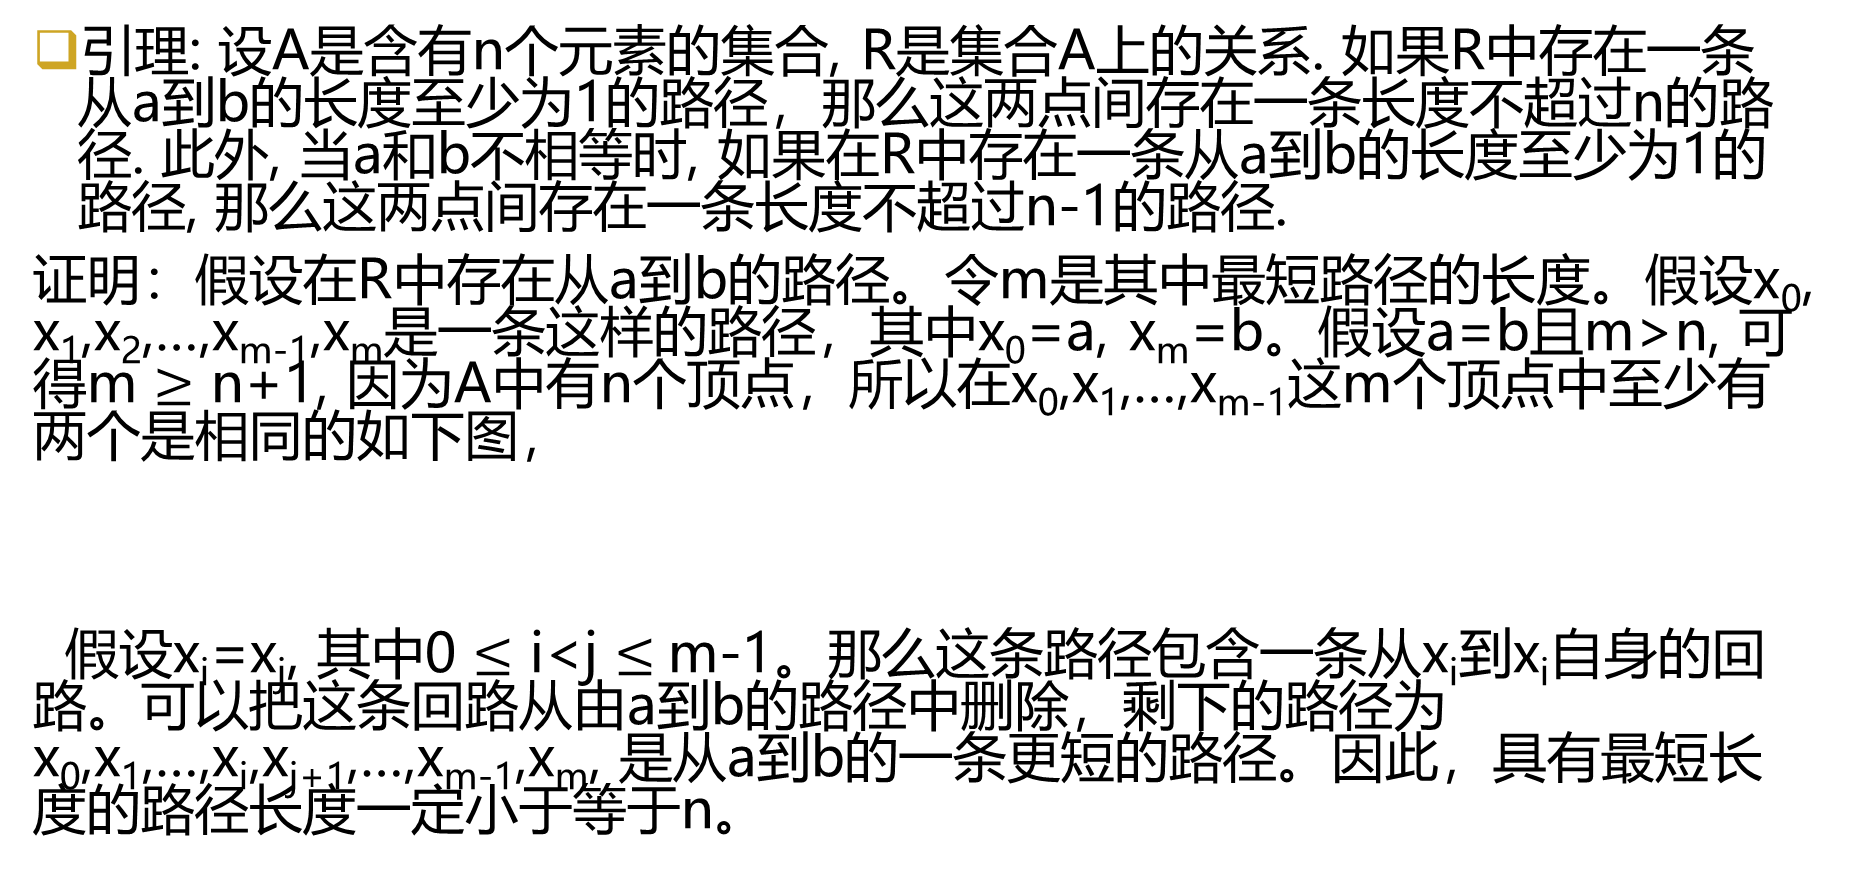 引理: 设A是含有n个元素的集合, R是集合A上的关系. 如果R中存在一条
从a到b的长度至少为1的路径，那么这两点间存在一条长度不超过n的路
径. 此外, 当a和b不相等时, 如果在R中存在一条从a到b的长度至少为1的
路径, 那么这两点间存在一条长度不超过n-1的路径.
证明：假设在R中存在从a到b的路径。令m是其中最短路径的长度。假设x₀,
x₁,x₂,…,xₘ₋₁,xₘ是一条这样的路径，其中x₀=a, xₘ=b。假设a=b且m>n, 可
得m ≥ n+1, 因为A中有n个顶点，所以在x₀,x₁,…,xₘ₋₁这m个顶点中至少有
两个是相同的如下图，
假设xᵢ=xⱼ, 其中0 ≤ i<j ≤ m-1。那么这条路径包含一条从xᵢ到xᵢ自身的回
路。可以把这条回路从由a到b的路径中删除，剩下的路径为
x₀,x₁,…,xᵢ,xⱼ₊₁,…,xₘ₋₁,xₘ, 是从a到b的一条更短的路径。因此，具有最短长
度的路径长度一定小于等于n。